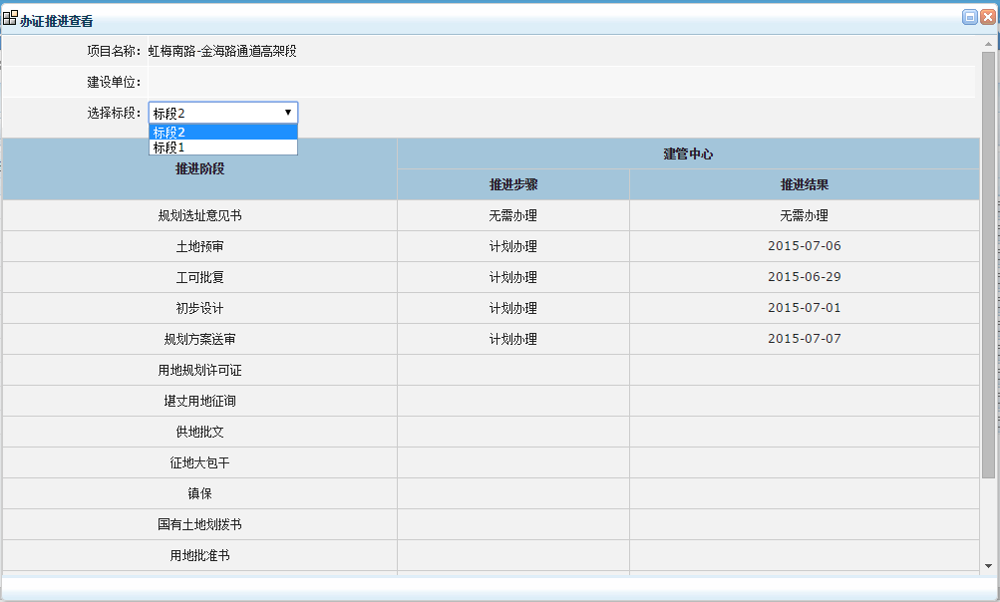 办证推进查看
项目名称： 虹梅南路-金海路通道高架段
建设单位：
选择标段： 标段2
标段2
标段1
推进阶段 建管中心
推进步骤 推进结果
规划选址意见书 无需办理 无需办理
土地预审 计划办理 2015-07-06
工可批复 计划办理 2015-06-29
初步设计 计划办理 2015-07-01
规划方案送审 计划办理 2015-07-07
用地规划许可证
堪丈用地征询
供地批文
征地大包干
镇保
国有土地划拨书
用地批准书